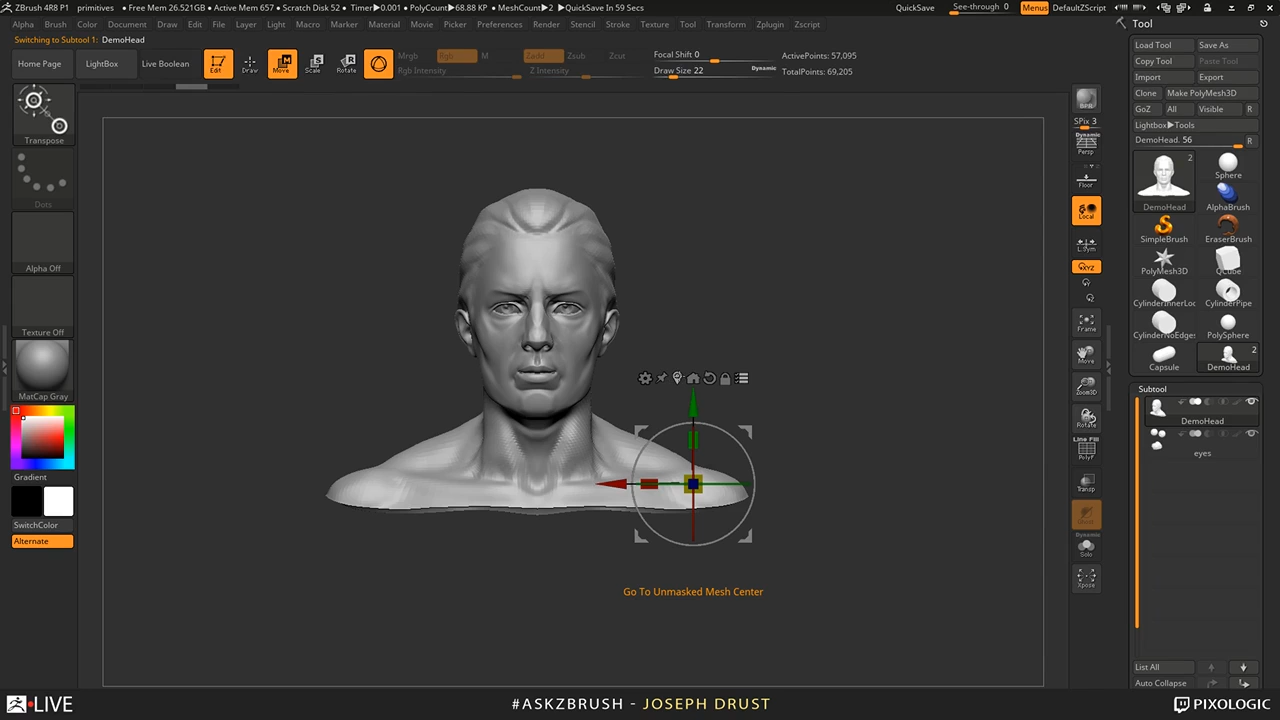 ZBrush 4R8 P1 primitives • Free Mem 26.521GB • Active Mem 657 • Scratch Disk 52 • Timer▶0.001 • PolyCount▶68.88 KP • MeshCount▶2 ▶QuickSave In 59 Secs QuickSave See-through 0 Menus DefaultZScript
Alpha Brush Color Document Draw Edit File Layer Light Macro Marker Material Movie Picker Preferences Render Stencil Stroke Texture Tool Transform Zplugin Zscript
Switching to Subtool 1: DemoHead
Home Page LightBox Live Boolean Edit Draw Move Scale Rotate
Mrgb Rgb M Zadd Zsub Zcut
Rgb Intensity Z Intensity
Focal Shift 0
Draw Size 22 Dynamic
ActivePoints: 57,095
TotalPoints: 69,205
Transpose
Dots
Alpha Off
Texture Off
MatCap Gray
Gradient
SwitchColor
Alternate
Go To Unmasked Mesh Center
BPR
SPix 3
Dynamic
Persp
Floor
Local
L.Sym
XYZ
Frame
Move
Zoom3D
Rotate
Line Fill
PolyF
Transp
Ghost
Dynamic
Solo
Xpose
Tool
Load Tool Save As
Copy Tool Paste Tool
Import Export
Clone Make PolyMesh3D
GoZ All Visible R
Lightbox▶Tools
DemoHead. 56 R
2
DemoHead Sphere
AlphaBrush
SimpleBrush EraserBrush
PolyMesh3D QCube
CylinderInnerLoc CylinderPipe
CylinderNoEdges PolySphere
2
Capsule DemoHead
Subtool
DemoHead
eyes
List All
Auto Collapse
LIVE
#ASKZBRUSH - JOSEPH DRUST
PIXOLOGIC